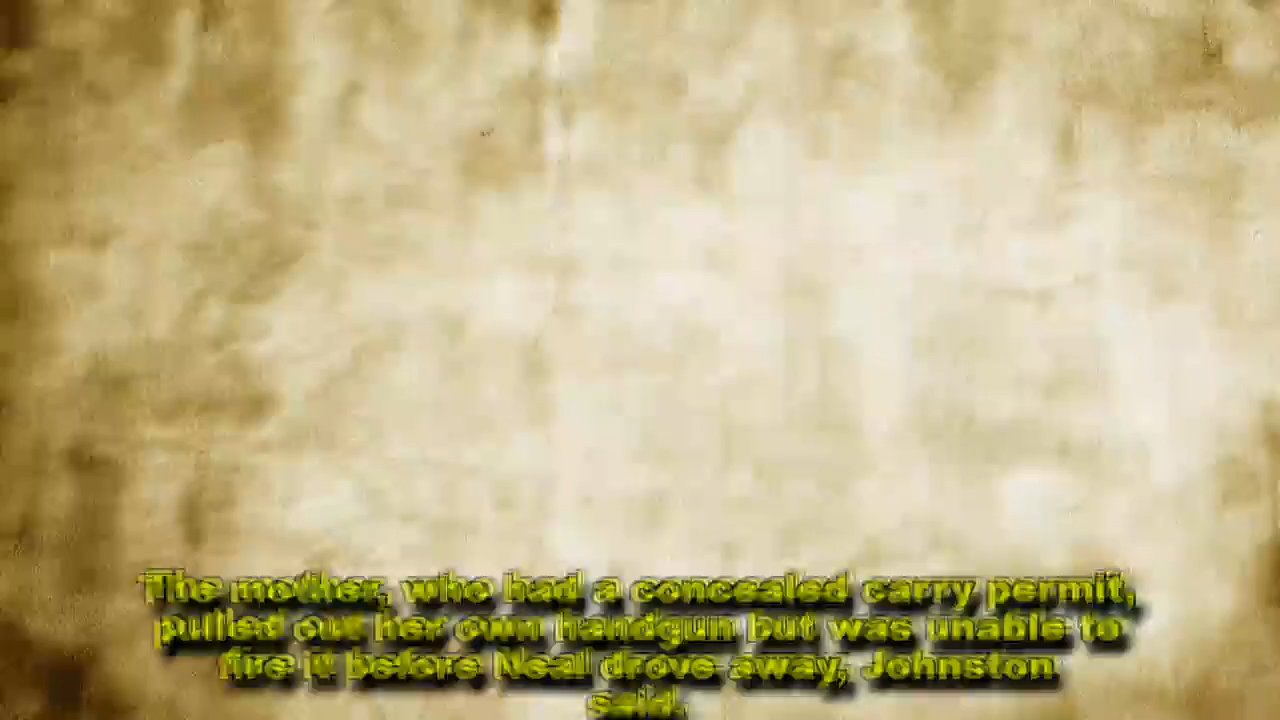 The mother, who had a concealed carry permit,
pulled out her own handgun but was unable to
fire it before Neal drove away, Johnston
said.